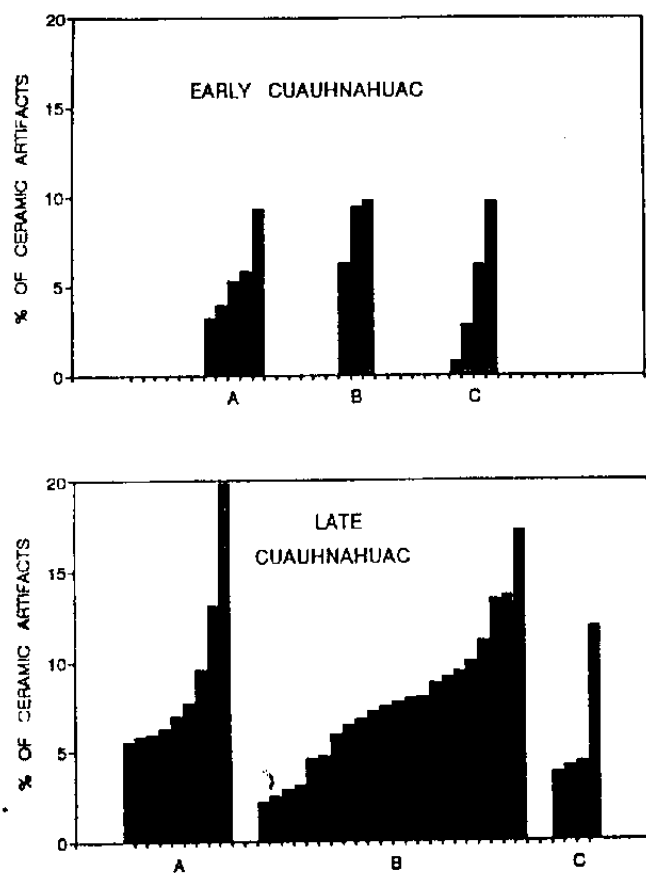 20
EARLY CUAUHNAHUAC
15
10
5
0
% OF CERAMIC ARTIFACTS
A B C
20
LATE
CUAUHNAHUAC
15
10
5
0
% OF CERAMIC ARTIFACTS
A B C